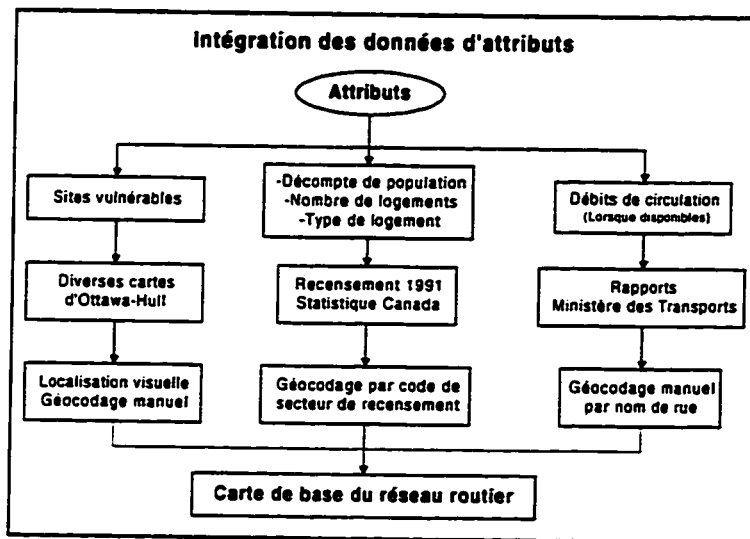 Intégration des données d'attributs
Attributs
Sites vulnérables
-Décompte de population
-Nombre de logements
-Type de logement
Débits de circulation
(Lorsque disponibles)
Diverses cartes
d'Ottawa-Hull
Recensement 1991
Statistique Canada
Rapports
Ministère des Transports
Localisation visuelle
Géocodage manuel
Géocodage par code de
secteur de recensement
Géocodage manuel
par nom de rue
Carte de base du réseau routier